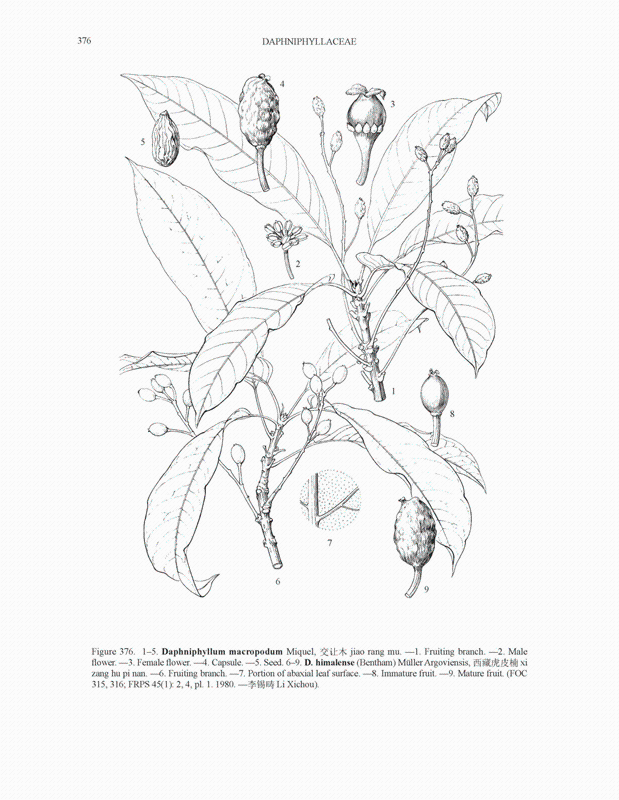 376
DAPHNIPHYLLACEAE
4
3
5
2
1
8
7
6
9
Figure 376. 1–5. Daphniphyllum macropodum Miquel, 交让木 jiao rang mu. —1. Fruiting branch. —2. Male
flower. —3. Female flower. —4. Capsule. —5. Seed. 6–9. D. himalense (Bentham) Müller Argoviensis, 西藏虎皮楠 xi
zang hu pi nan. —6. Fruiting branch. —7. Portion of abaxial leaf surface. —8. Immature fruit. —9. Mature fruit. (FOC
315, 316; FRPS 45(1): 2, 4, pl. 1. 1980. —李锡畴 Li Xichou).